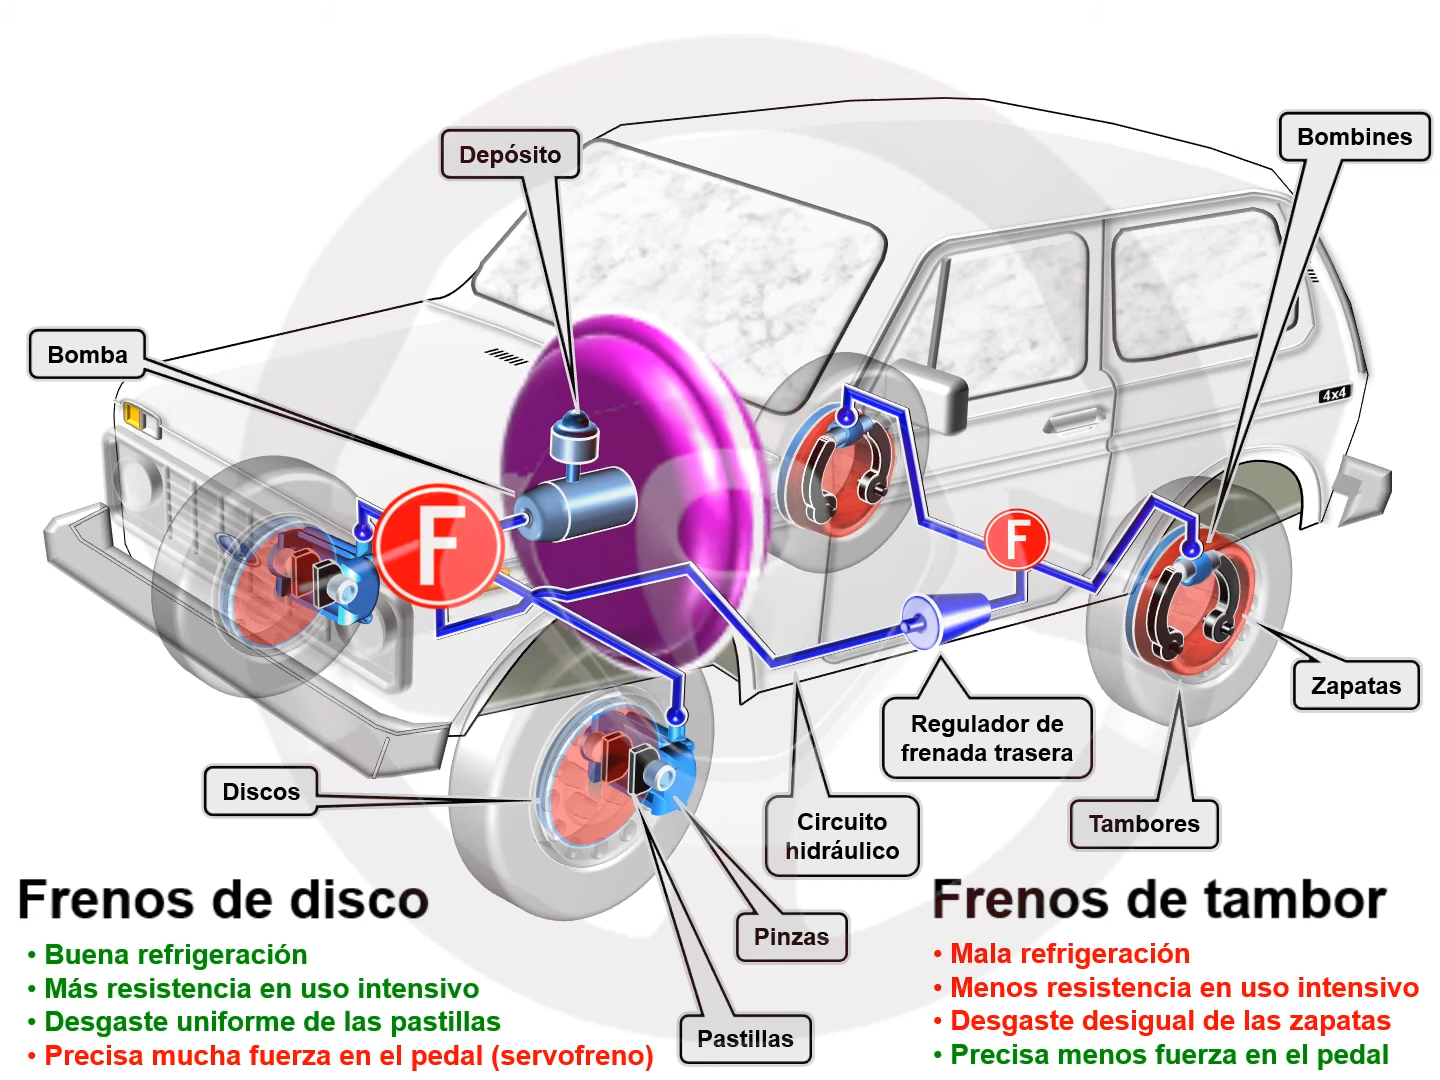 Depósito
Bombines
Bomba
4x4
F
F
Zapatas
Regulador de
frenada trasera
Discos
Circuito
hidráulico
Tambores
Frenos de disco
• Buena refrigeración
• Más resistencia en uso intensivo
• Desgaste uniforme de las pastillas
• Precisa mucha fuerza en el pedal (servofreno)
Pinzas
Pastillas
Frenos de tambor
• Mala refrigeración
• Menos resistencia en uso intensivo
• Desgaste desigual de las zapatas
• Precisa menos fuerza en el pedal